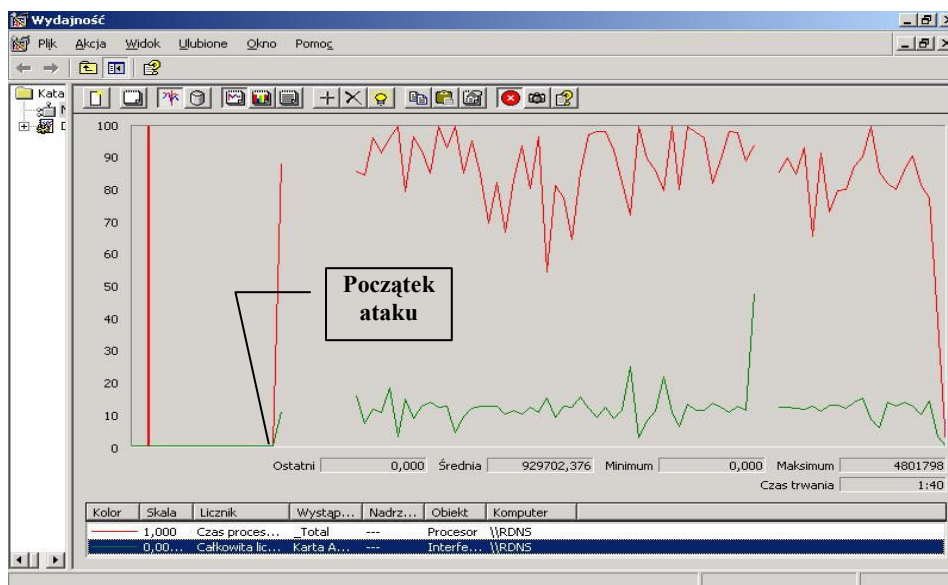 Wydajność
Plik Akcja Widok Ulubione Okno Pomoc
Kata
100
90
80
70
60
50
40
30
20
10
0
Początek
ataku
Ostatni 0,000 Średnia 929702,376 Minimum 0,000 Maksimum 4801798
Czas trwania 1:40
Kolor Skala Licznik Wystąp... Nadrz... Obiekt Komputer
1,000 Czas proces... _Total --- Procesor \\RDNS
0,00... Całkowita lic... Karta A... --- Interfe... \\RDNS